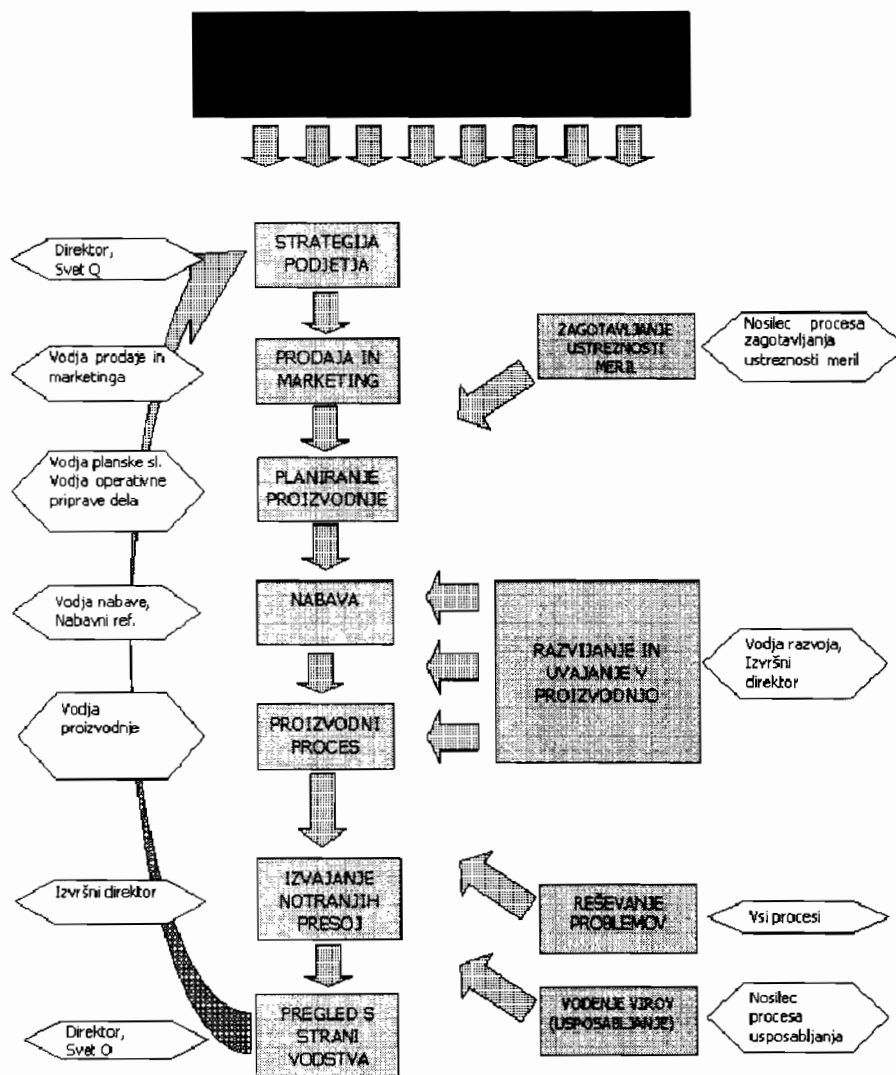 Direktor,
Svet Q
STRATEGIJA
PODJETJA
Vodja prodaje in
marketinga
PRODAJA IN
MARKETING
ZAGOTAVLJANJE
USTREZNOSTI
MERIL
Nosilec procesa
zagotavljanja
ustreznosti meril
Vodja planske sl.
Vodja operativne
priprave dela
PLANIRANJE
PROIZVODNJE
Vodja nabave,
Nabavni ref.
NABAVA
RAZVIJANJE IN
UVAJANJE V
PROIZVODNJO
Vodja razvoja,
Izvršni
direktor
Vodja
proizvodnje
PROIZVODNI
PROCES
Izvršni direktor
IZVAJANJE
NOTRANJIH
PRESOJ
REŠEVANJE
PROBLEMOV
Vsi procesi
Direktor,
Svet Q
PREGLED S
STRANI
VODSTVA
VODENJE VIROV
(USPOSABLJANJE)
Nosilec
procesa
usposabljanja